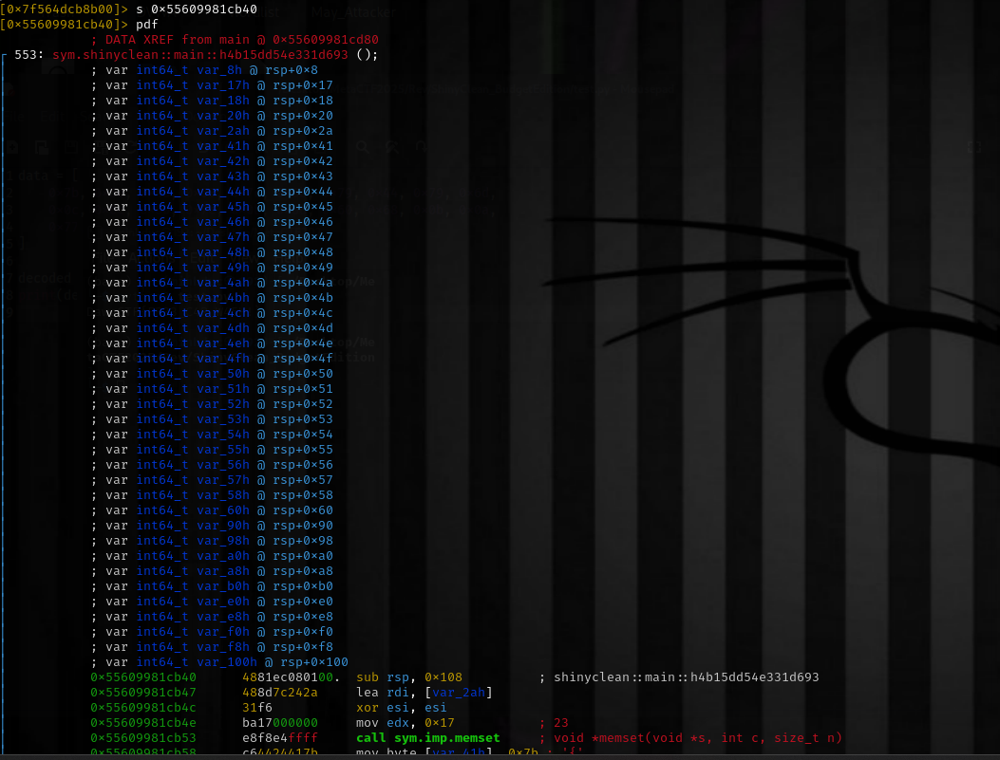 [0×7f564dcb8b00]> s 0×55609981cb40
[0×55609981cb40]> pdf
; DATA XREF from main @ 0×55609981cd80
┌ 553: sym.shinyclean::main::h4b15dd54e331d693 ();
; var int64_t var_8h @ rsp+0×8
; var int64_t var_17h @ rsp+0×17
; var int64_t var_18h @ rsp+0×18
; var int64_t var_20h @ rsp+0×20
; var int64_t var_2ah @ rsp+0×2a
; var int64_t var_41h @ rsp+0×41
; var int64_t var_42h @ rsp+0×42
; var int64_t var_43h @ rsp+0×43
; var int64_t var_44h @ rsp+0×44
; var int64_t var_45h @ rsp+0×45
; var int64_t var_46h @ rsp+0×46
; var int64_t var_47h @ rsp+0×47
; var int64_t var_48h @ rsp+0×48
; var int64_t var_49h @ rsp+0×49
; var int64_t var_4ah @ rsp+0×4a
; var int64_t var_4bh @ rsp+0×4b
; var int64_t var_4ch @ rsp+0×4c
; var int64_t var_4dh @ rsp+0×4d
; var int64_t var_4eh @ rsp+0×4e
; var int64_t var_4fh @ rsp+0×4f
; var int64_t var_50h @ rsp+0×50
; var int64_t var_51h @ rsp+0×51
; var int64_t var_52h @ rsp+0×52
; var int64_t var_53h @ rsp+0×53
; var int64_t var_54h @ rsp+0×54
; var int64_t var_55h @ rsp+0×55
; var int64_t var_56h @ rsp+0×56
; var int64_t var_57h @ rsp+0×57
; var int64_t var_58h @ rsp+0×58
; var int64_t var_60h @ rsp+0×60
; var int64_t var_90h @ rsp+0×90
; var int64_t var_98h @ rsp+0×98
; var int64_t var_a0h @ rsp+0×a0
; var int64_t var_a8h @ rsp+0×a8
; var int64_t var_b0h @ rsp+0×b0
; var int64_t var_e0h @ rsp+0×e0
; var int64_t var_e8h @ rsp+0×e8
; var int64_t var_f0h @ rsp+0×f0
; var int64_t var_f8h @ rsp+0×f8
; var int64_t var_100h @ rsp+0×100
0×55609981cb40 4881ec080100. sub rsp, 0×108 ; shinyclean::main::h4b15dd54e331d693
0×55609981cb47 488d7c242a lea rdi, [var_2ah]
0×55609981cb4c 31f6 xor esi, esi
0×55609981cb4e ba17000000 mov edx, 0×17 ; 23
0×55609981cb53 e8f8e4ffff call sym.imp.memset ; void *memset(void *s, int c, size_t n)
0×55609981cb58 c64424417b mov byte [var_41h], 0×7b ; '{'